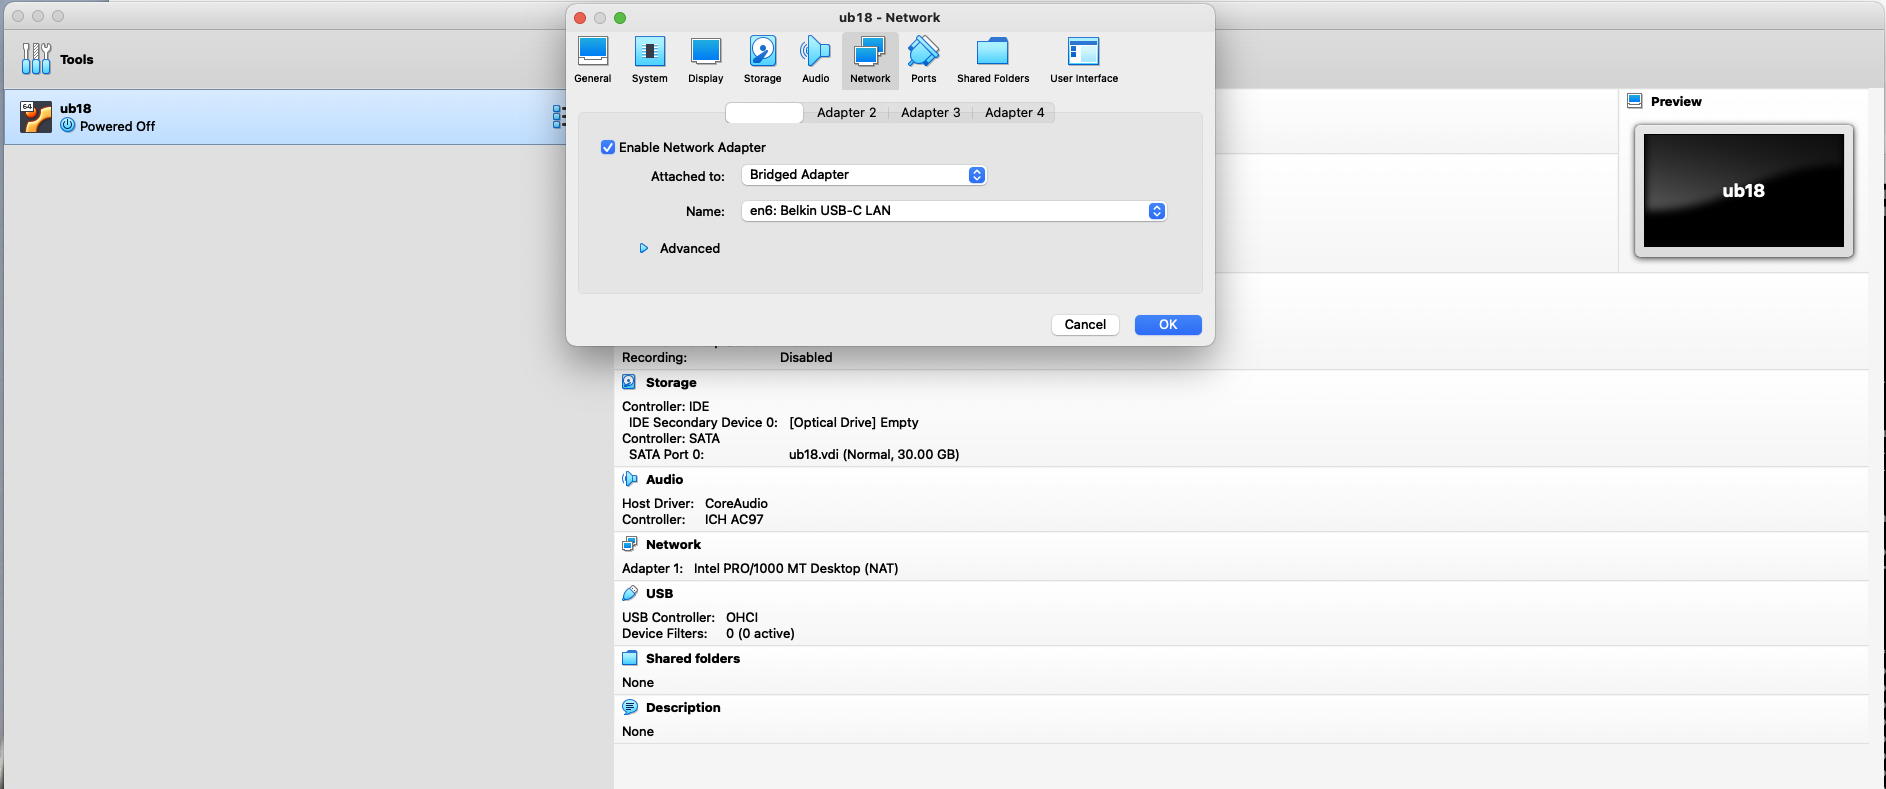 ub18 - Network
General
System
Display
Storage
Audio
Network
Ports
Shared Folders
User Interface
Adapter 2
Adapter 3
Adapter 4
Enable Network Adapter
Attached to: Bridged Adapter
Name: en6: Belkin USB-C LAN
Advanced
Cancel
OK
Tools
64
ub18
Powered Off
Preview
ub18
Recording: Disabled
Storage
Controller: IDE
IDE Secondary Device 0: [Optical Drive] Empty
Controller: SATA
SATA Port 0: ub18.vdi (Normal, 30.00 GB)
Audio
Host Driver: CoreAudio
Controller: ICH AC97
Network
Adapter 1: Intel PRO/1000 MT Desktop (NAT)
USB
USB Controller: OHCI
Device Filters: 0 (0 active)
Shared folders
None
Description
None